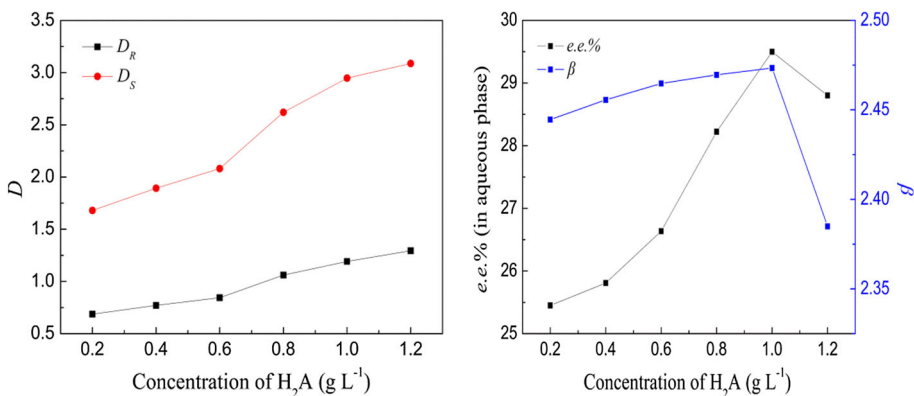 3.5
3.0
2.5
2.0
1.5
1.0
0.5
D
D_R
D_S
0.2 0.4 0.6 0.8 1.0 1.2
Concentration of H₂A (g L⁻¹)
30
29
28
27
26
25
e.e.% (in aqueous phase)
e.e.%
β
2.50
2.45
2.40
2.35
β
0.2 0.4 0.6 0.8 1.0 1.2
Concentration of H₂A (g L⁻¹)